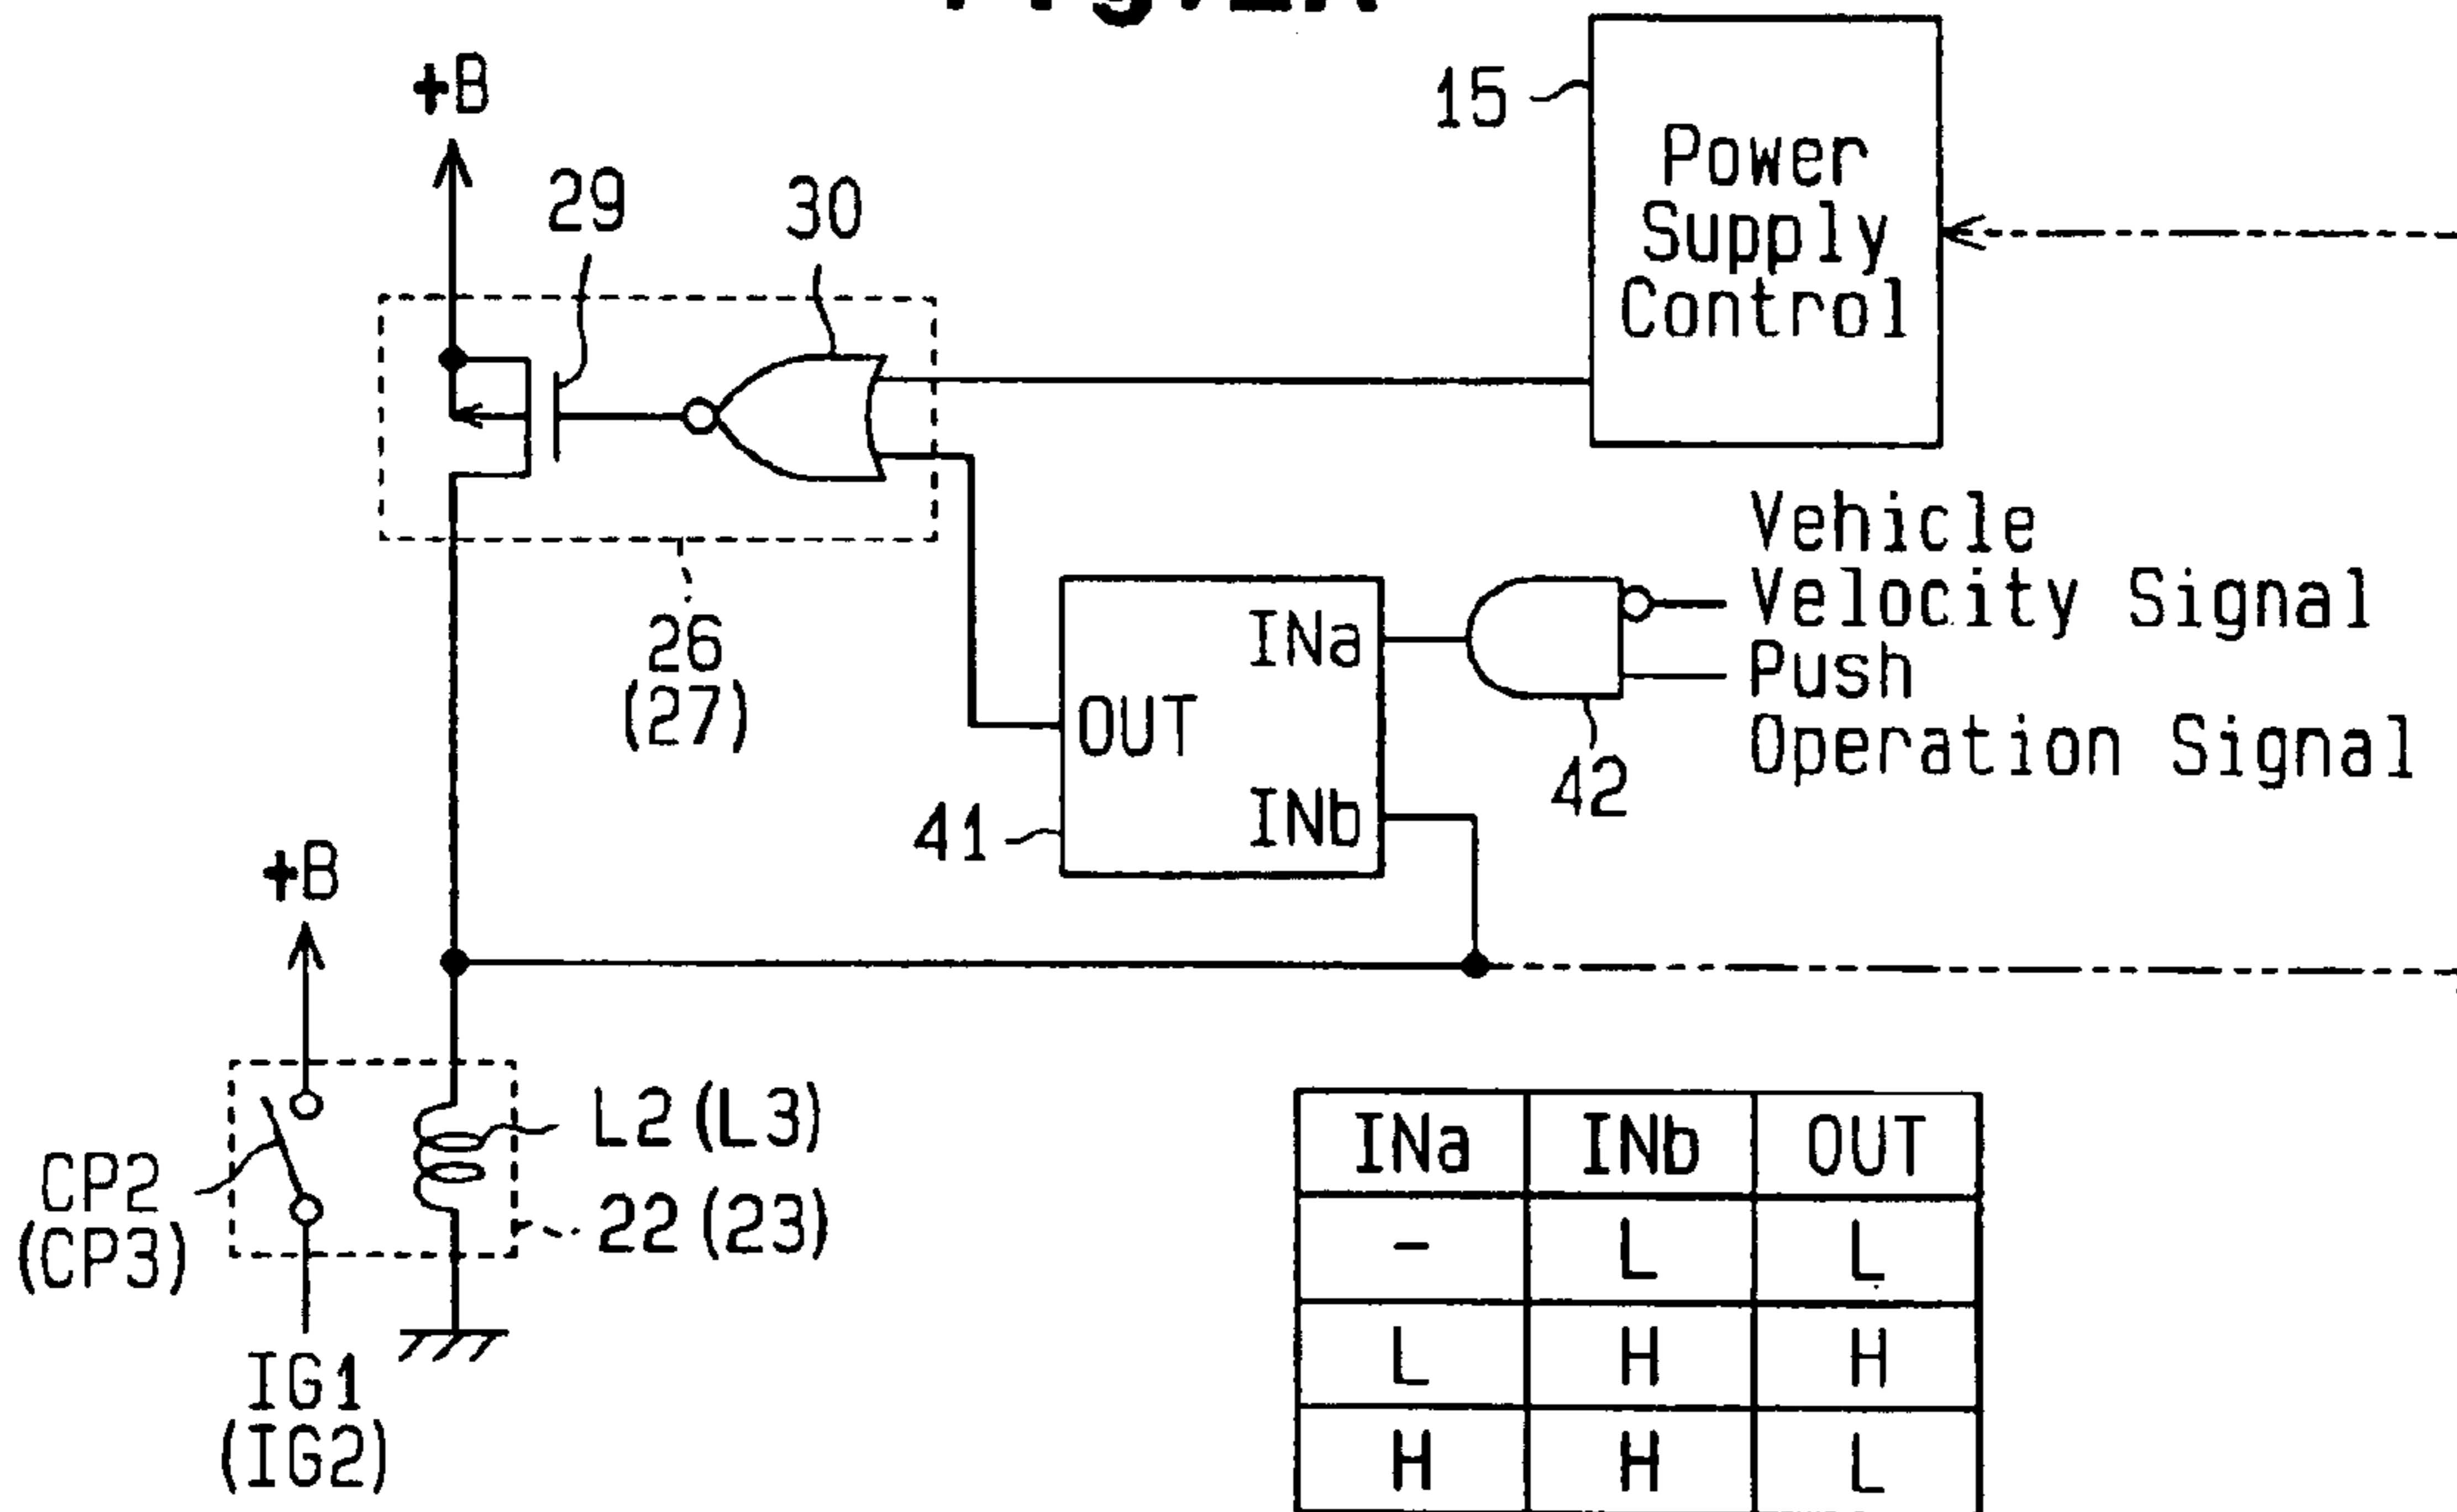 +B
29
30
15
Power
Supply
Control
Vehicle
Velocity Signal
Push
Operation Signal
26
(27)
INa
OUT
INb
41
42
+B
L2 (L3)
22 (23)
CP2
(CP3)
IG1
(IG2)
INa INb OUT
- L L
L H H
H H L